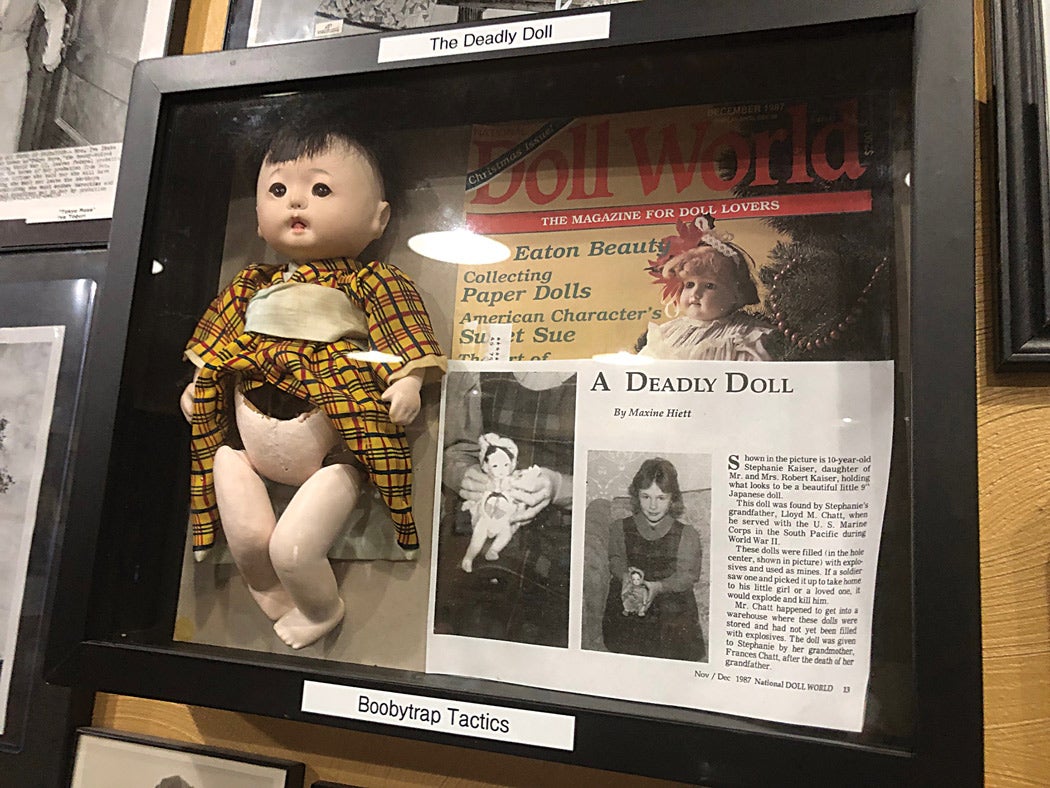 The Deadly Doll
DECEMBER 1987
NATIONAL
Christmas Issue!
Doll World
THE MAGAZINE FOR DOLL LOVERS
Eaton Beauty
Collecting
Paper Dolls
American Character's
Sue
of
A DEADLY DOLL
By Maxine Hiett
Shown in the picture is 10-year-old
Stephanie Kaiser, daughter of
Mr. and Mrs. Robert Kaiser, holding
what looks to be a beautiful little 9"
Japanese doll.
This doll was found by Stephanie's
grandfather, Lloyd M. Chatt, when
he served with the U. S. Marine
Corps in the South Pacific during
World War II.
These dolls were filled (in the hole
center, shown in picture) with explo-
sives and used as mines. If a soldier
saw one and picked it up to take home
to his little girl or a loved one, it
would explode and kill him.
Mr. Chatt happened to get into a
warehouse where these dolls were
stored and had not yet been filled
with explosives. The doll was given
to Stephanie by her grandmother,
Frances Chatt, after the death of her
grandfather.
Nov / Dec 1987 National DOLL WORLD 13
Boobytrap Tactics
"Tokyo Rose"